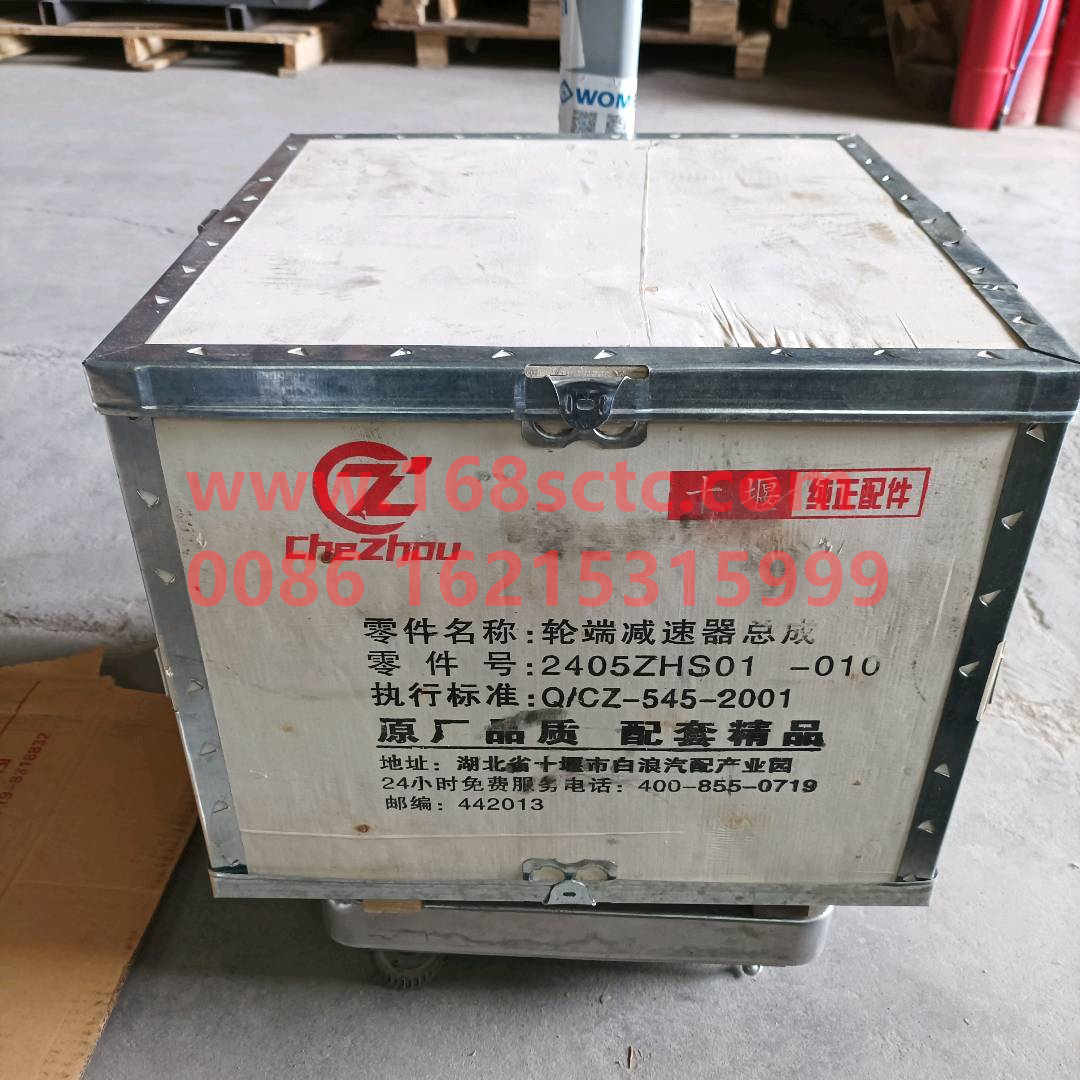 WOM
www.168sctc.com
CheZhou
十堰 纯正配件
0086 16215315999
零件名称:轮端减速器总成
零 件 号:2405ZHS01 -010
执行标准:Q/CZ-545-2001
原厂品质 配套精品
地址: 湖北省十堰市白浪汽配产业园
24小时免费服务电话: 400-855-0719
邮编: 442013